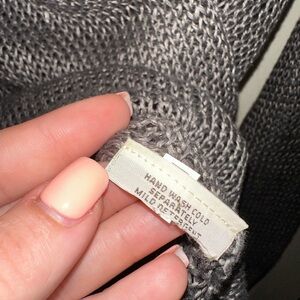 HAND WASH COLD
SEPARATELY
MILD DETERGENT